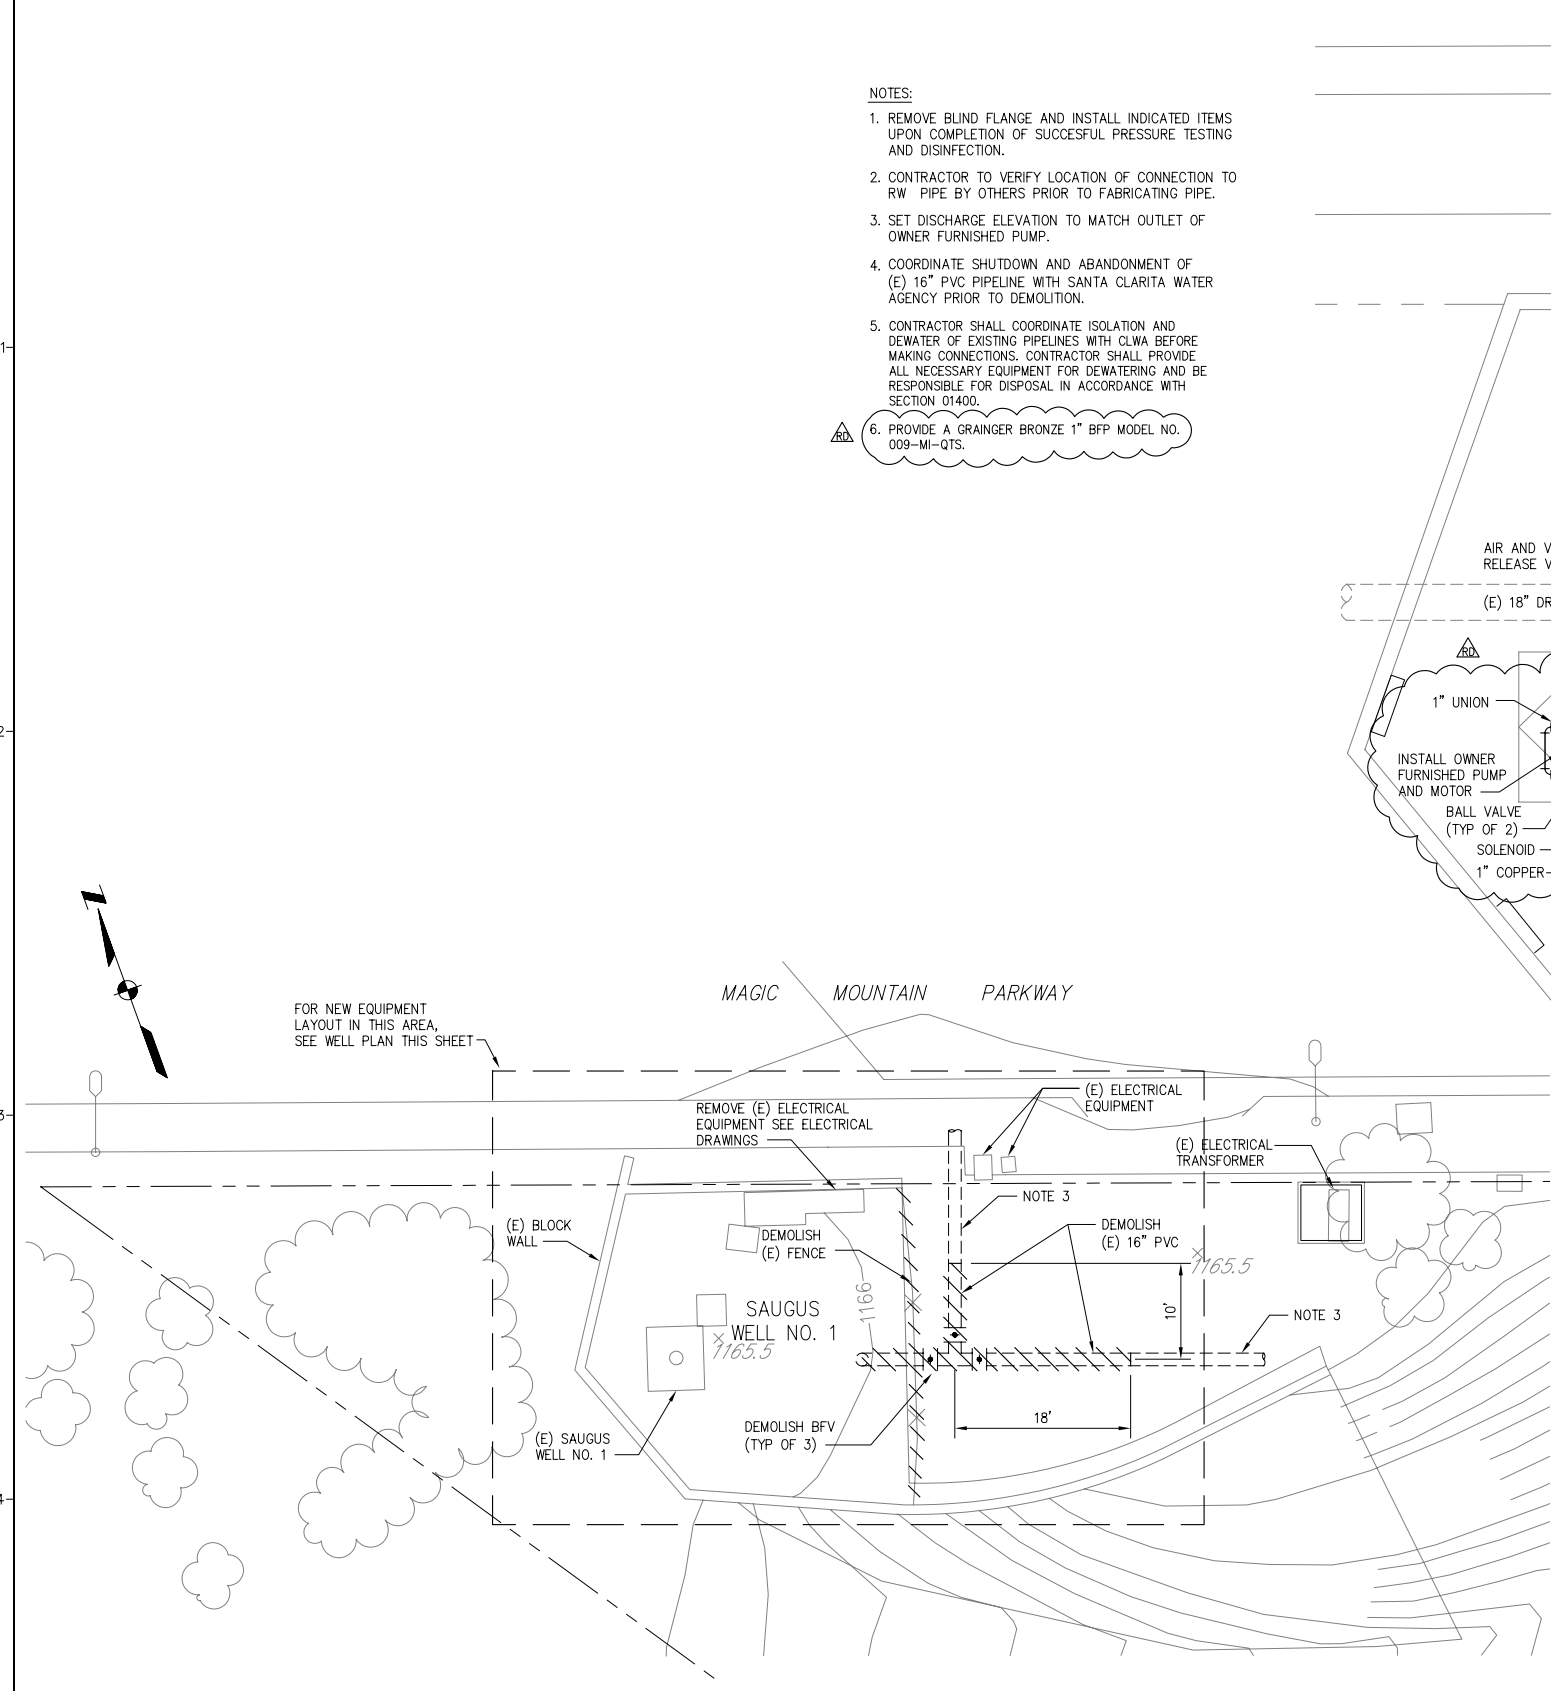 NOTES:
1. REMOVE BLIND FLANGE AND INSTALL INDICATED ITEMS
UPON COMPLETION OF SUCCESFUL PRESSURE TESTING
AND DISINFECTION.
2. CONTRACTOR TO VERIFY LOCATION OF CONNECTION TO
RW PIPE BY OTHERS PRIOR TO FABRICATING PIPE.
3. SET DISCHARGE ELEVATION TO MATCH OUTLET OF
OWNER FURNISHED PUMP.
4. COORDINATE SHUTDOWN AND ABANDONMENT OF
(E) 16" PVC PIPELINE WITH SANTA CLARITA WATER
AGENCY PRIOR TO DEMOLITION.
5. CONTRACTOR SHALL COORDINATE ISOLATION AND
DEWATER OF EXISTING PIPELINES WITH CLWA BEFORE
MAKING CONNECTIONS. CONTRACTOR SHALL PROVIDE
ALL NECESSARY EQUIPMENT FOR DEWATERING AND BE
RESPONSIBLE FOR DISPOSAL IN ACCORDANCE WITH
SECTION 01400.
RD
6. PROVIDE A GRAINGER BRONZE 1" BFP MODEL NO.
009-MI-QTS.
1
2
3
4
AIR AND V
RELEASE V
(E) 18" DR
RD
1" UNION
INSTALL OWNER
FURNISHED PUMP
AND MOTOR
BALL VALVE
(TYP OF 2)
SOLENOID
1" COPPER
Z
MAGIC MOUNTAIN PARKWAY
FOR NEW EQUIPMENT
LAYOUT IN THIS AREA,
SEE WELL PLAN THIS SHEET
REMOVE (E) ELECTRICAL
EQUIPMENT SEE ELECTRICAL
DRAWINGS
(E) ELECTRICAL
EQUIPMENT
(E) ELECTRICAL
TRANSFORMER
NOTE 3
(E) BLOCK
WALL
DEMOLISH
(E) FENCE
DEMOLISH
(E) 16" PVC
1165.5
1166
SAUGUS
WELL NO. 1
1165.5
10'
NOTE 3
18'
DEMOLISH BFV
(TYP OF 3)
(E) SAUGUS
WELL NO. 1